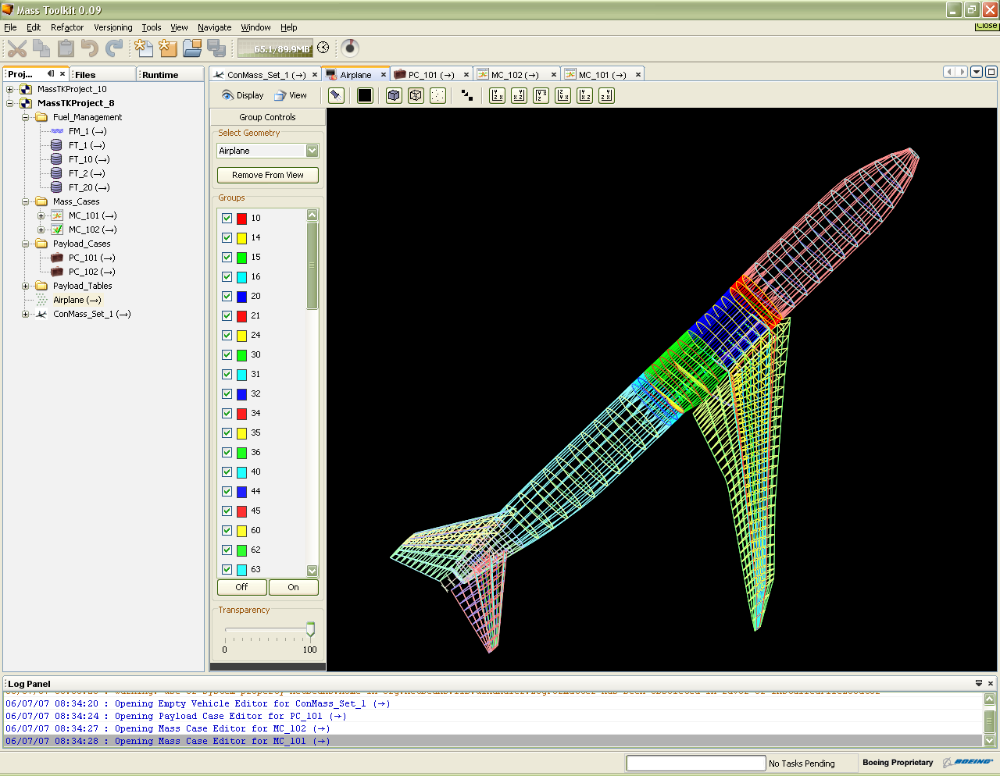 Mass Toolkit 0.09
File Edit Refactor Versioning Tools View Navigate Window Help
Close
65.1/89.9MB
Proj... Files Runtime
ConMass_Set_1 (→) Airplane PC_101 (→) MC_102 (→) MC_101 (→)
MassTKProject_10
MassTKProject_8
Fuel_Management
FM_1 (→)
FT_1 (→)
FT_10 (→)
FT_2 (→)
FT_20 (→)
Mass_Cases
MC_101 (→)
MC_102 (→)
Payload_Cases
PC_101 (→)
PC_102 (→)
Payload_Tables
Airplane (→)
ConMass_Set_1 (→)
Display View
Group Controls
Select Geometry
Airplane
Remove From View
Groups
10
14
15
16
20
21
24
30
31
32
34
35
36
40
44
45
60
62
63
Off On
Transparency
0 100
Log Panel
06/07/07 08:34:20 : Opening Empty Vehicle Editor for ConMass_Set_1 (→)
06/07/07 08:34:24 : Opening Payload Case Editor for PC_101 (→)
06/07/07 08:34:27 : Opening Mass Case Editor for MC_102 (→)
06/07/07 08:34:28 : Opening Mass Case Editor for MC_101 (→)
No Tasks Pending Boeing Proprietary BOEING